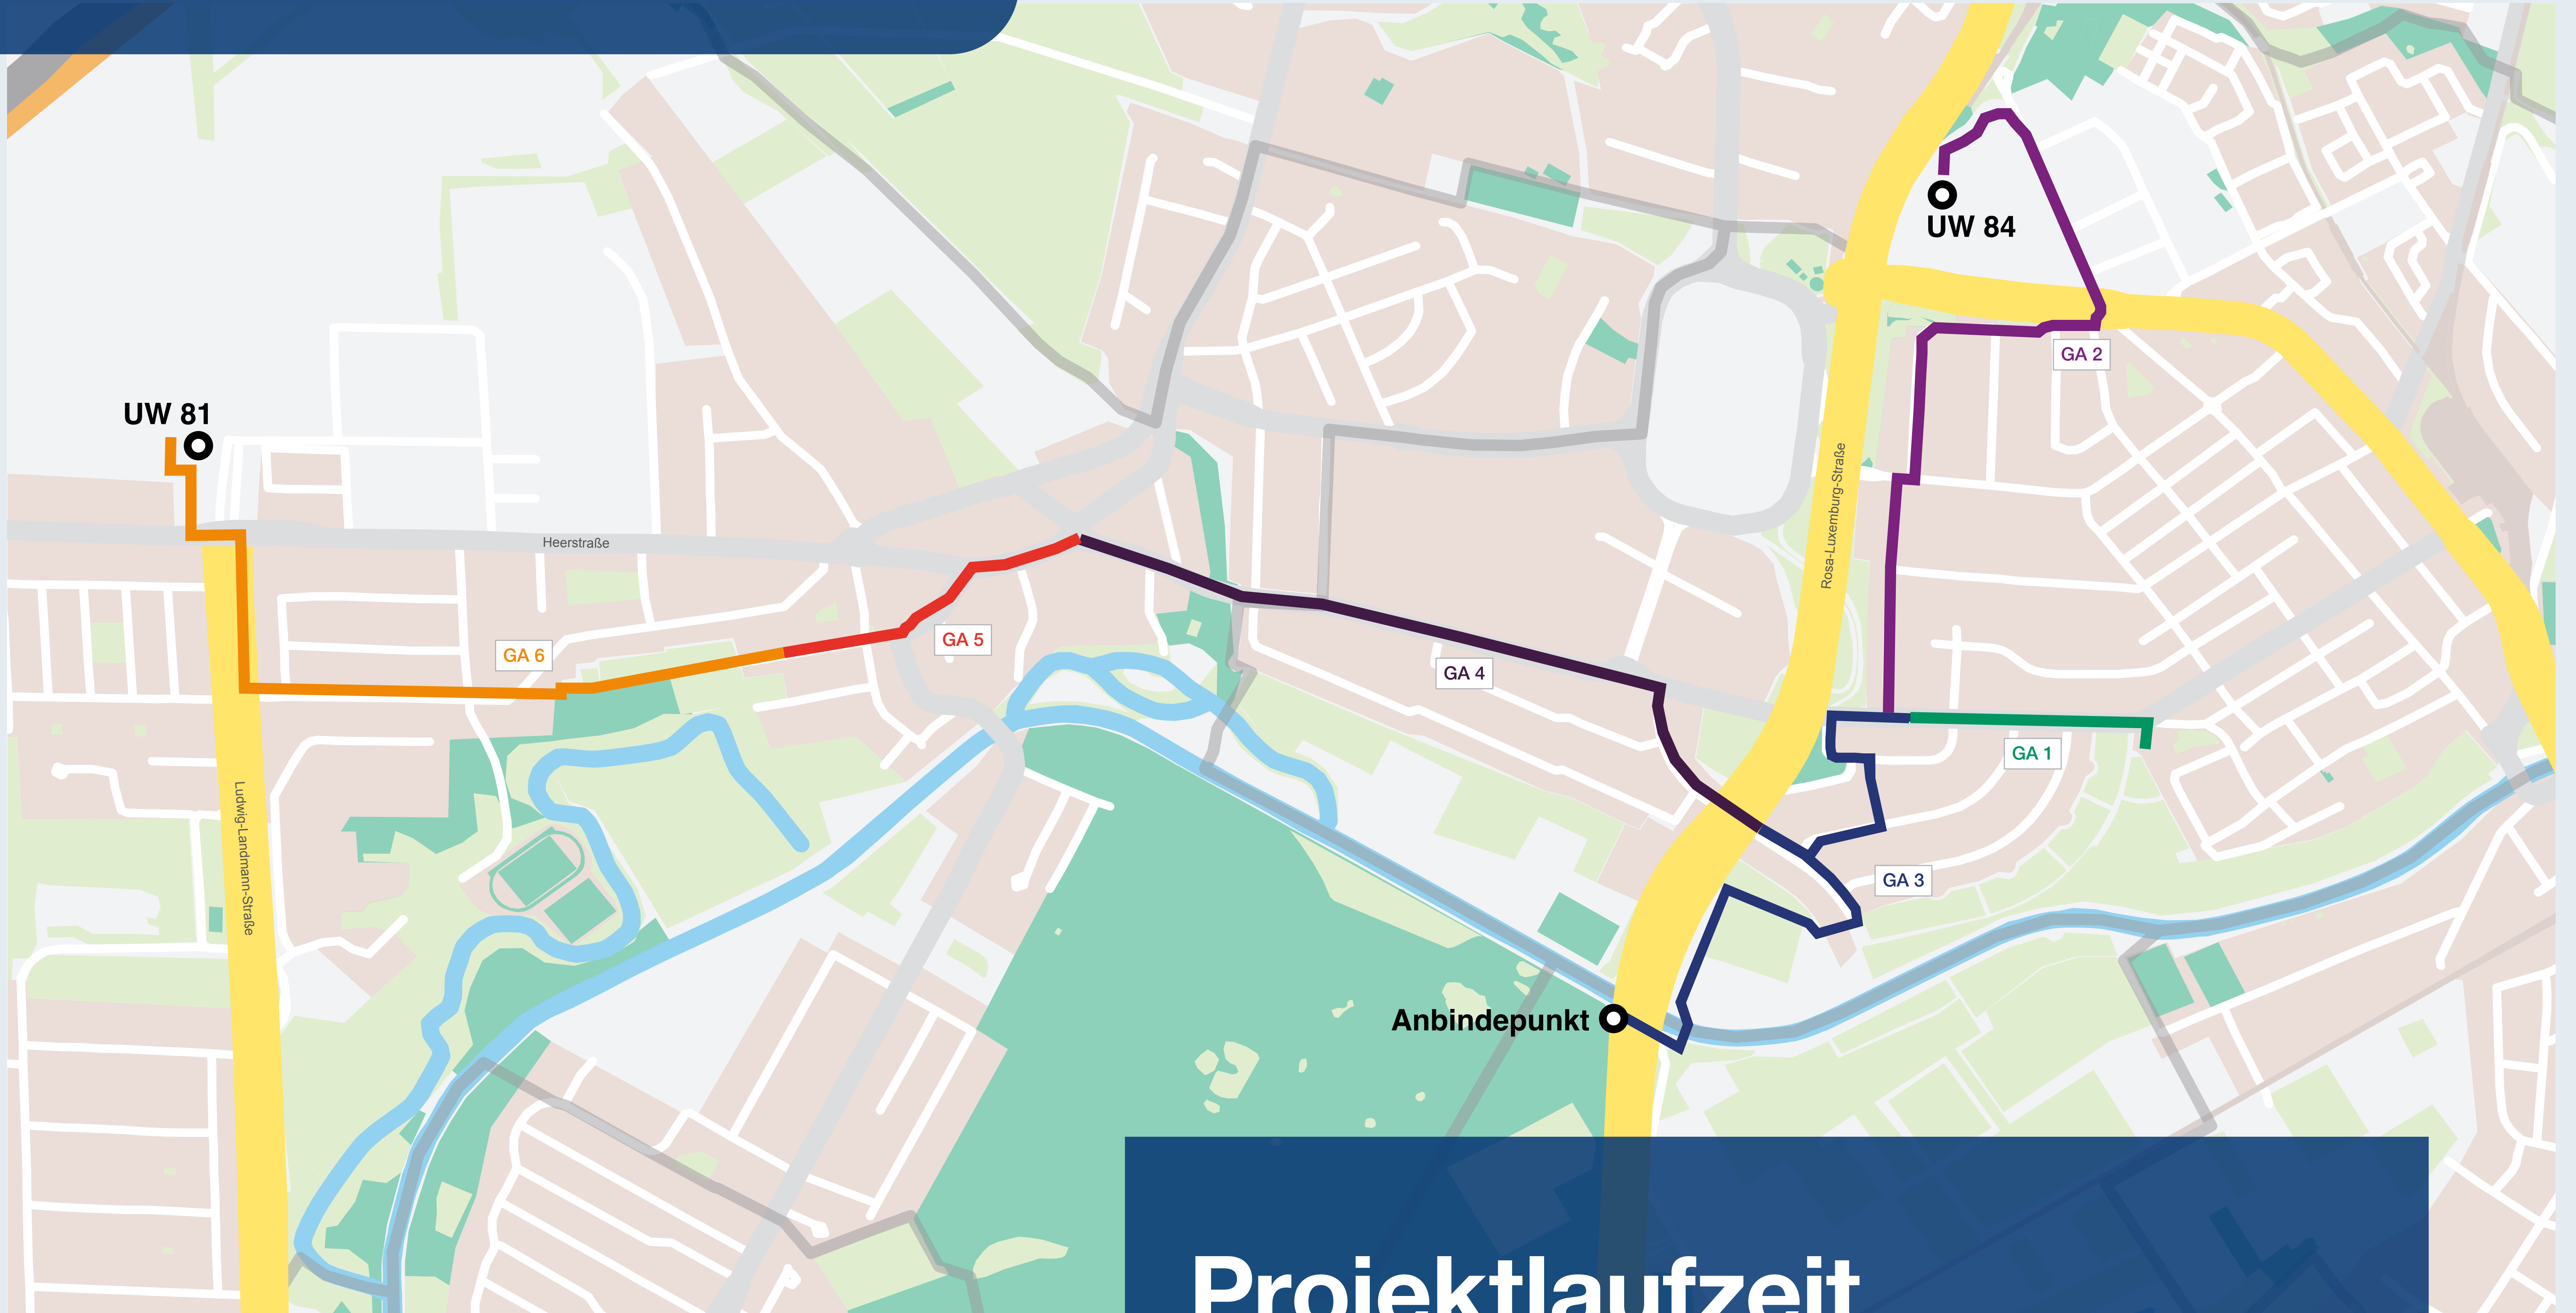 UW 84
Rosa-Luxemburg-Straße
GA 2
UW 81
Heerstraße
GA 6
GA 5
GA 4
GA 1
Ludwig-Landmann-Straße
GA 3
Anbindepunkt
Projektlaufzeit